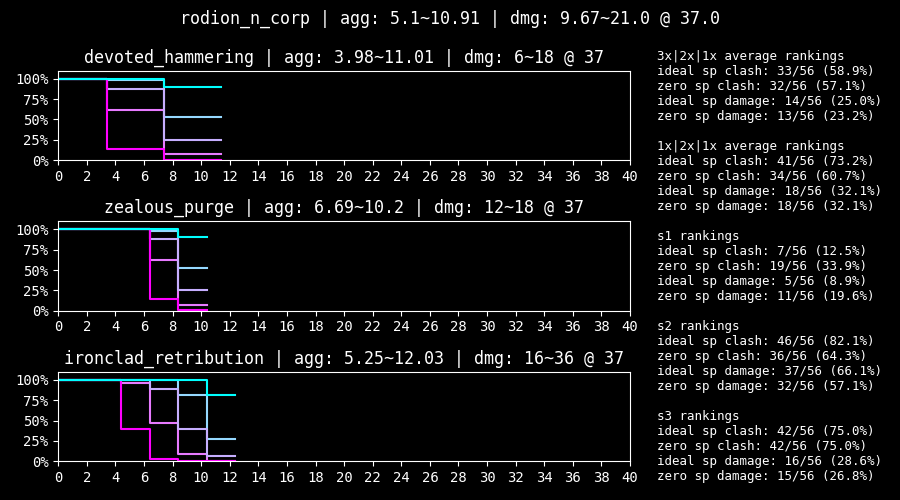 rodion_n_corp | agg: 5.1~10.91 | dmg: 9.67~21.0 @ 37.0
devoted_hammering | agg: 3.98~11.01 | dmg: 6~18 @ 37
100%
75%
50%
25%
0%
0 2 4 6 8 10 12 14 16 18 20 22 24 26 28 30 32 34 36 38 40
zealous_purge | agg: 6.69~10.2 | dmg: 12~18 @ 37
100%
75%
50%
25%
0%
0 2 4 6 8 10 12 14 16 18 20 22 24 26 28 30 32 34 36 38 40
ironclad_retribution | agg: 5.25~12.03 | dmg: 16~36 @ 37
100%
75%
50%
25%
0%
0 2 4 6 8 10 12 14 16 18 20 22 24 26 28 30 32 34 36 38 40
3x|2x|1x average rankings
ideal sp clash: 33/56 (58.9%)
zero sp clash: 32/56 (57.1%)
ideal sp damage: 14/56 (25.0%)
zero sp damage: 13/56 (23.2%)
1x|2x|1x average rankings
ideal sp clash: 41/56 (73.2%)
zero sp clash: 34/56 (60.7%)
ideal sp damage: 18/56 (32.1%)
zero sp damage: 18/56 (32.1%)
s1 rankings
ideal sp clash: 7/56 (12.5%)
zero sp clash: 19/56 (33.9%)
ideal sp damage: 5/56 (8.9%)
zero sp damage: 11/56 (19.6%)
s2 rankings
ideal sp clash: 46/56 (82.1%)
zero sp clash: 36/56 (64.3%)
ideal sp damage: 37/56 (66.1%)
zero sp damage: 32/56 (57.1%)
s3 rankings
ideal sp clash: 42/56 (75.0%)
zero sp clash: 42/56 (75.0%)
ideal sp damage: 16/56 (28.6%)
zero sp damage: 15/56 (26.8%)